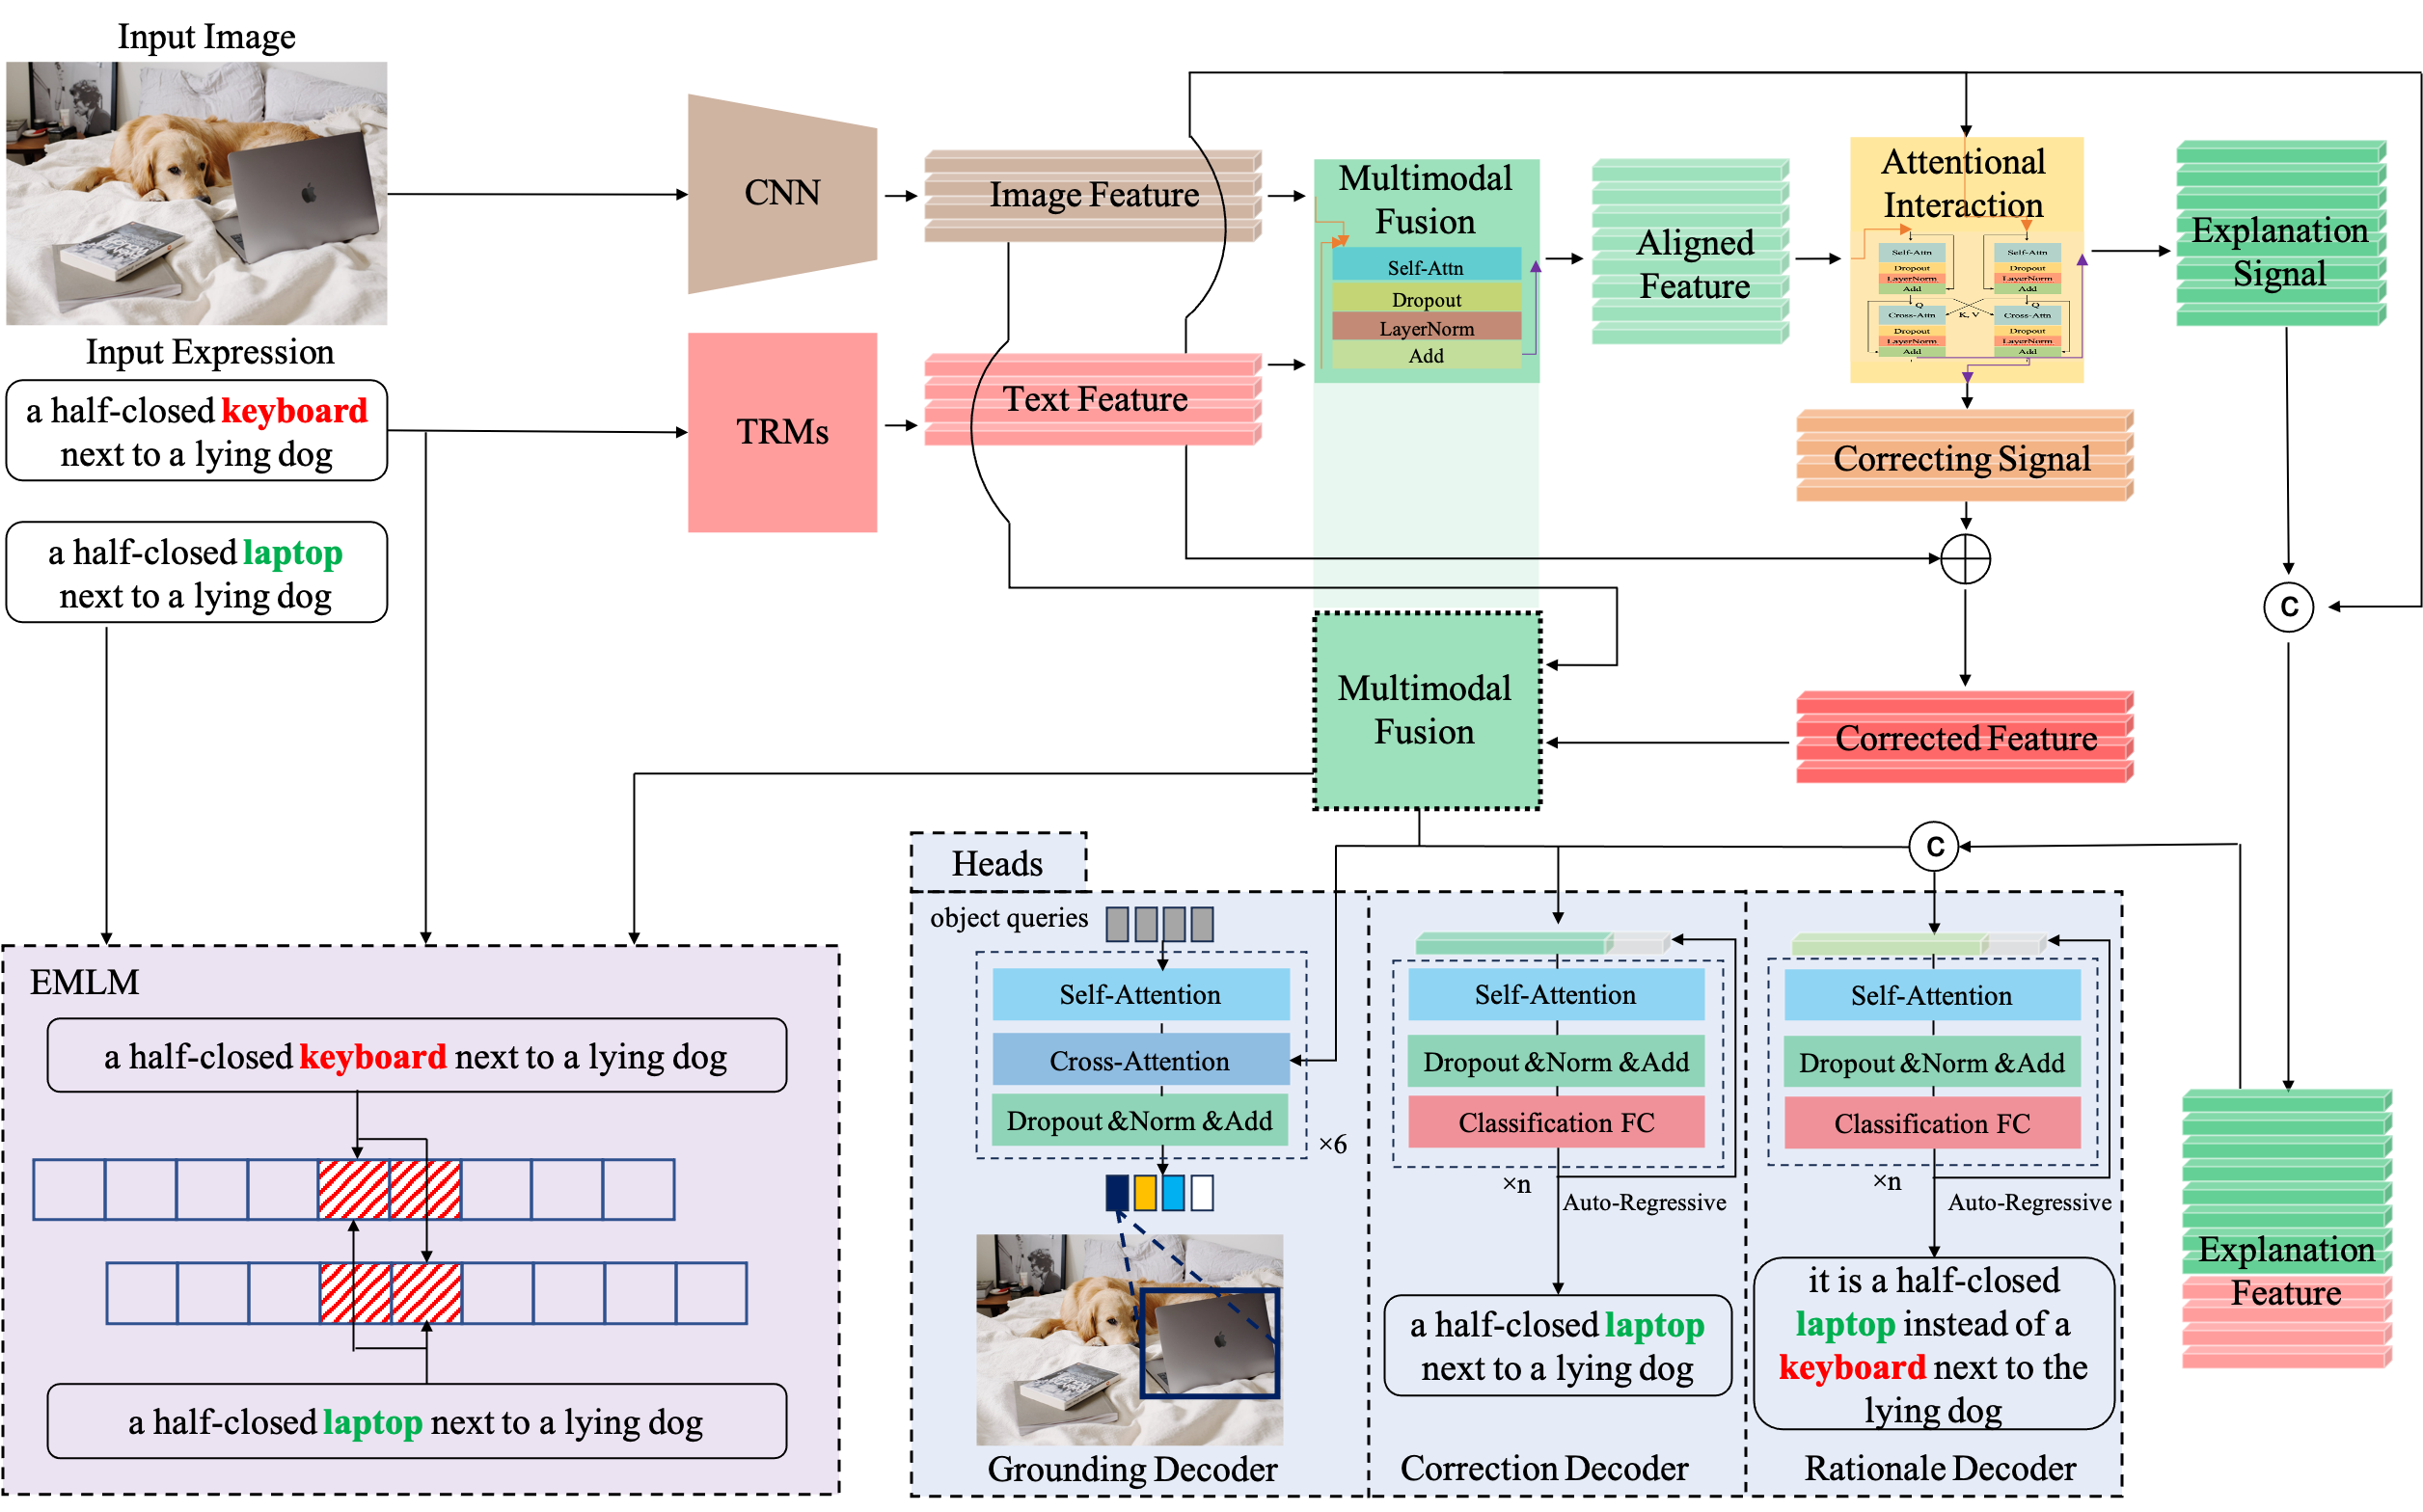 Input Image
Input Expression
a half-closed keyboard
next to a lying dog
a half-closed laptop
next to a lying dog
CNN
TRMs
Image Feature
Text Feature
Multimodal
Fusion
Self-Attn
Dropout
LayerNorm
Add
Aligned
Feature
Attentional
Interaction
Self-Attn
Dropout
LayerNorm
Add
Self-Attn
Dropout
LayerNorm
Add
Q
Q
K, V
Cross-Attn
Dropout
LayerNorm
Add
Cross-Attn
Dropout
LayerNorm
Add
Explanation
Signal
Correcting Signal
C
Multimodal
Fusion
Corrected Feature
C
EMLM
a half-closed keyboard next to a lying dog
a half-closed laptop next to a lying dog
Heads
object queries
Self-Attention
Cross-Attention
Dropout &Norm &Add
×6
Grounding Decoder
Self-Attention
Dropout &Norm &Add
Classification FC
×n
Auto-Regressive
a half-closed laptop
next to a lying dog
Correction Decoder
Self-Attention
Dropout &Norm &Add
Classification FC
×n
Auto-Regressive
it is a half-closed
laptop instead of a
keyboard next to the
lying dog
Rationale Decoder
Explanation
Feature